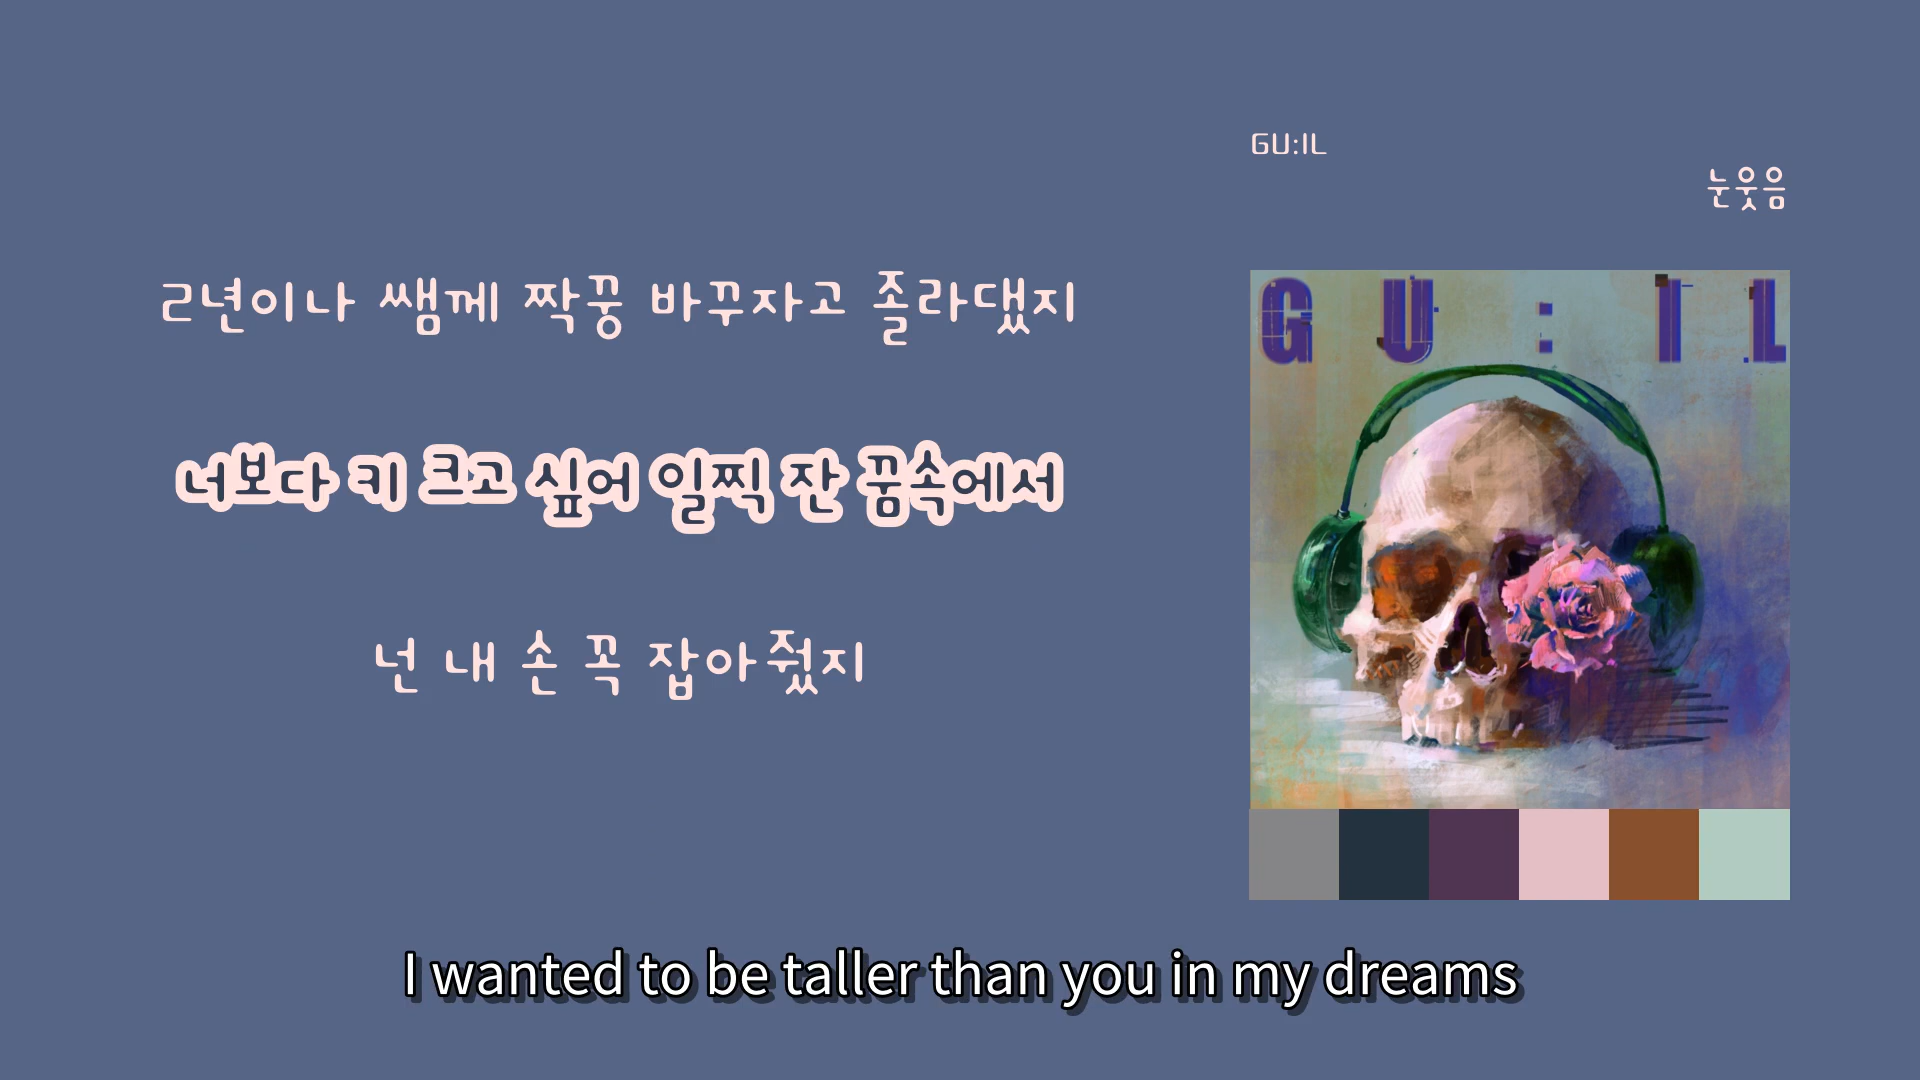 GU:IL
눈웃음
2년이나 쌤께 짝꿍 바꾸자고 졸라댔지
너보다 키 크고 싶어 일찍 잔 꿈속에서
넌 내 손 꼭 잡아줬지
GU:IL
I wanted to be taller than you in my dreams